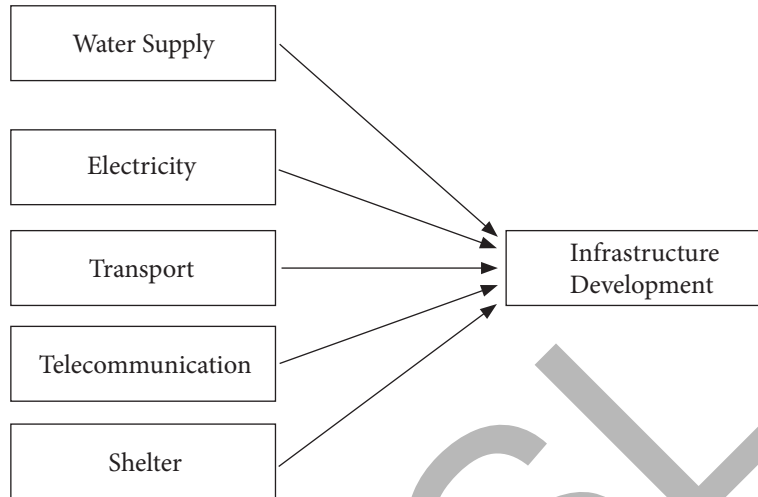 Water Supply
Electricity
Transport
Telecommunication
Shelter
Infrastructure
Development